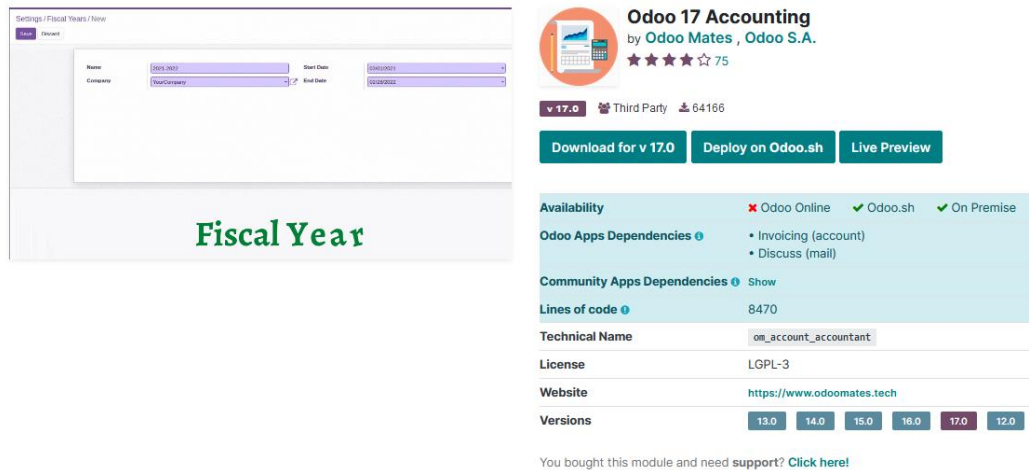 Settings / Fiscal Years / New
Save Discard
Name 2021-2022 Start Date 03/01/2021
Company YourCompany End Date 02/28/2022
Fiscal Year
Odoo 17 Accounting
by Odoo Mates , Odoo S.A.
75
v 17.0 Third Party 64166
Download for v 17.0 Deploy on Odoo.sh Live Preview
Availability Odoo Online Odoo.sh On Premise
Odoo Apps Dependencies • Invoicing (account)
• Discuss (mail)
Community Apps Dependencies Show
Lines of code 8470
Technical Name om_account_accountant
License LGPL-3
Website https://www.odoomates.tech
Versions 13.0 14.0 15.0 16.0 17.0 12.0
You bought this module and need support? Click here!